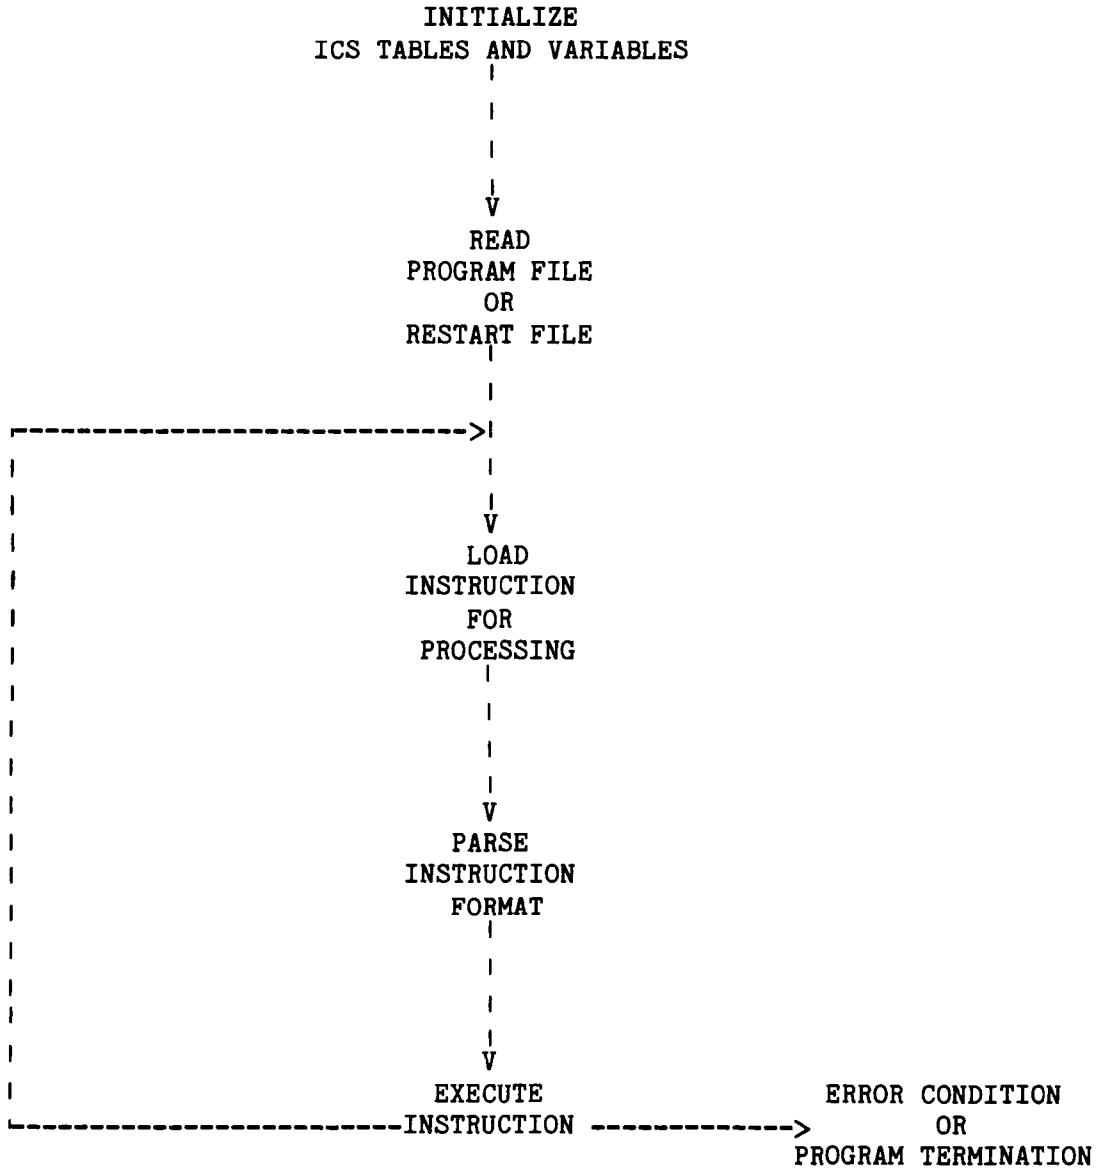 INITIALIZE
ICS TABLES AND VARIABLES
READ
PROGRAM FILE
OR
RESTART FILE
LOAD
INSTRUCTION
FOR
PROCESSING
PARSE
INSTRUCTION
FORMAT
EXECUTE
INSTRUCTION
ERROR CONDITION
OR
PROGRAM TERMINATION